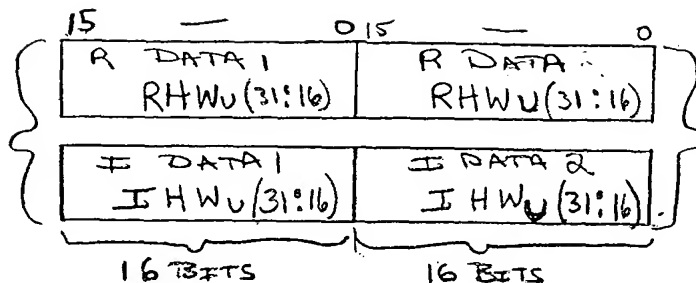 15 — 0 15 — 0
R DATA 1 R DATA
RHWU(31:16) RHWU(31:16)
I DATA 1 I DATA 2
IHWU(31:16) IHWU(31:16)
16 BITS 16 BITS